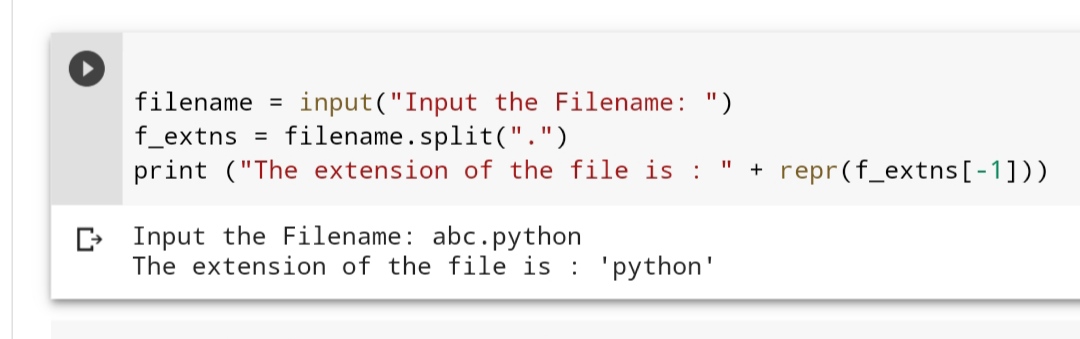 filename = input("Input the Filename: ")
f_extns = filename.split(".")
print ("The extension of the file is : " + repr(f_extns[-1]))
Input the Filename: abc.python
The extension of the file is : 'python'